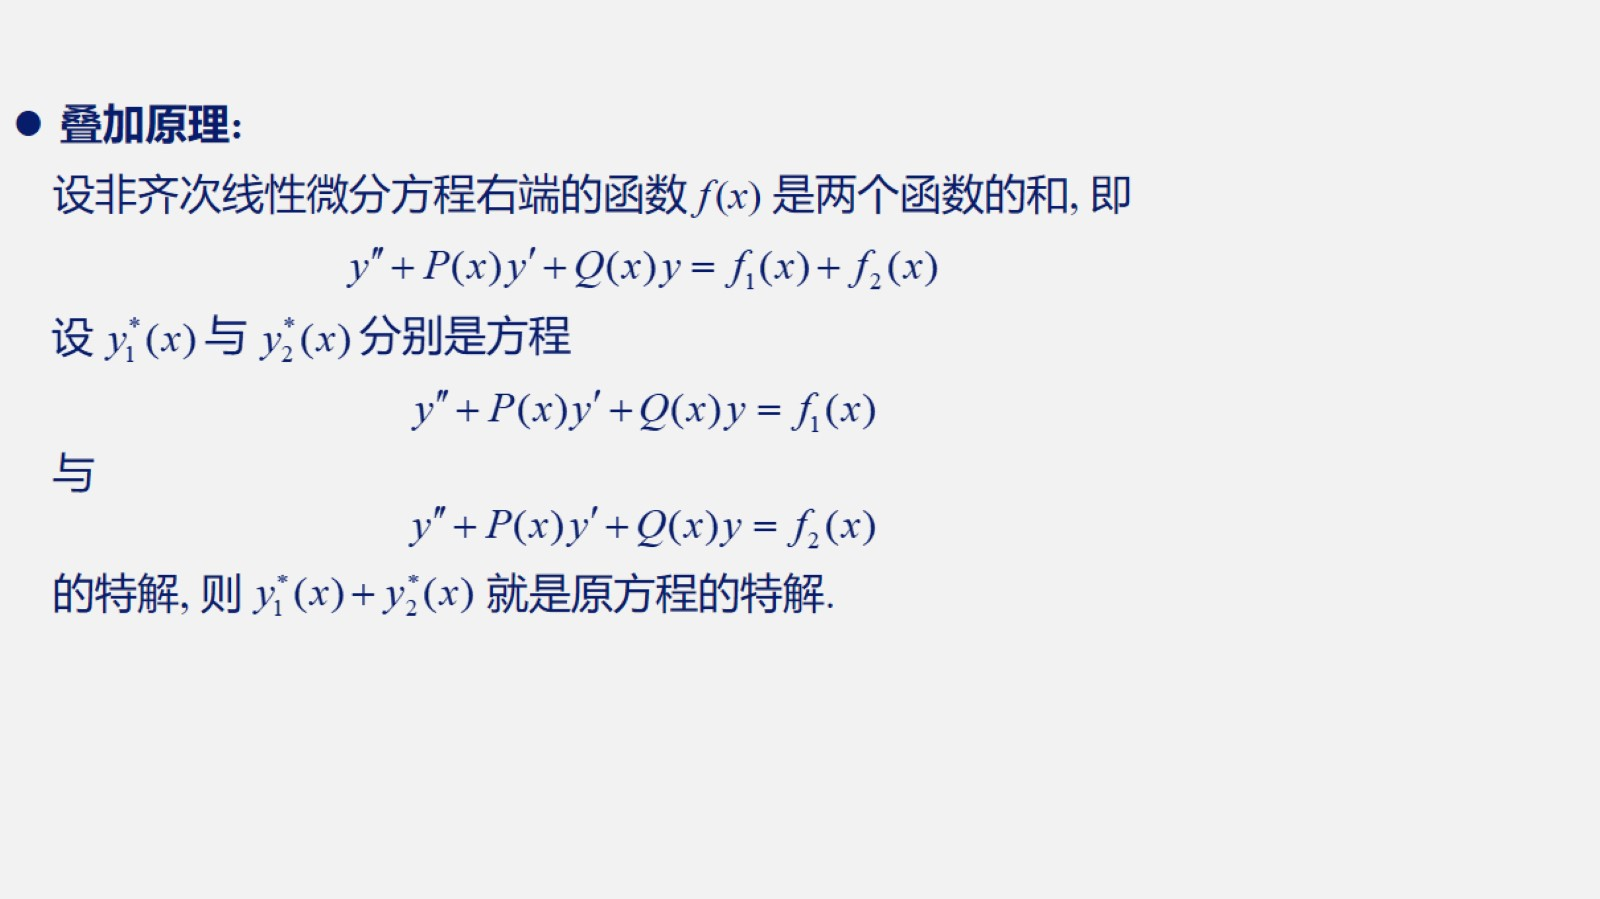 ● 叠加原理:
设非齐次线性微分方程右端的函数 f(x) 是两个函数的和, 即
y″ + P(x)y′ + Q(x)y = f₁(x) + f₂(x)
设 y₁*(x) 与 y₂*(x) 分别是方程
y″ + P(x)y′ + Q(x)y = f₁(x)
与
y″ + P(x)y′ + Q(x)y = f₂(x)
的特解, 则 y₁*(x) + y₂*(x) 就是原方程的特解.